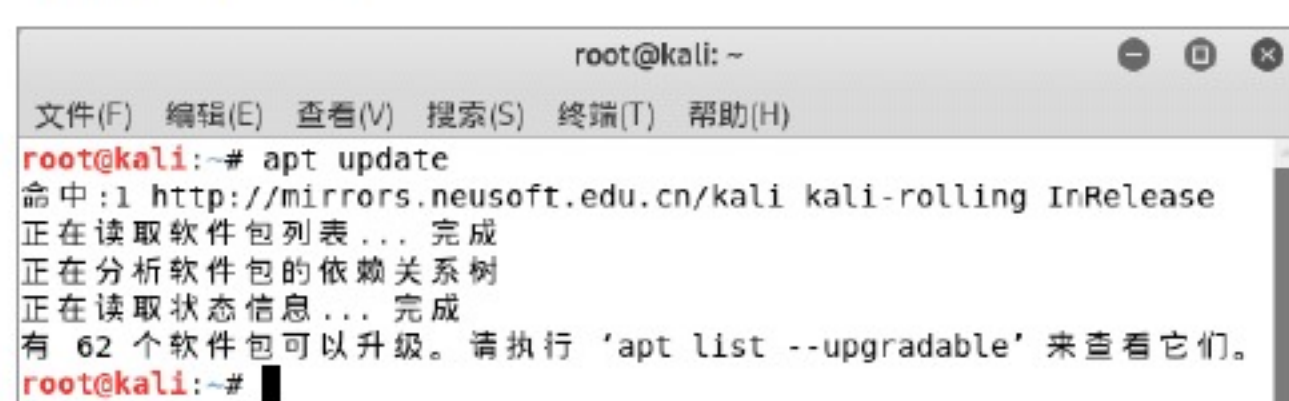 root@kali: ~
文件(F) 编辑(E) 查看(V) 搜索(S) 终端(T) 帮助(H)
root@kali:~# apt update
命中:1 http://mirrors.neusoft.edu.cn/kali kali-rolling InRelease
正在读取软件包列表... 完成
正在分析软件包的依赖关系树
正在读取状态信息... 完成
有 62 个软件包可以升级。请执行 ‘apt list --upgradable’ 来查看它们。
root@kali:~#